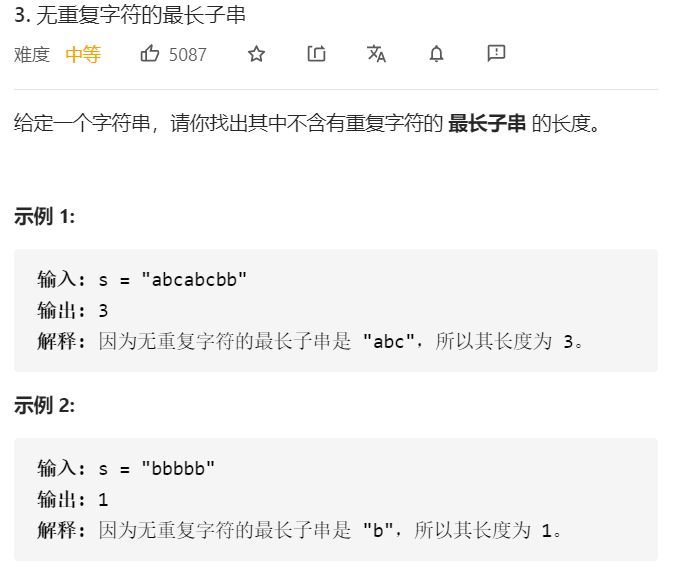 3. 无重复字符的最长子串
难度 中等 5087
给定一个字符串，请你找出其中不含有重复字符的 最长子串 的长度。
示例 1:
输入: s = "abcabcbb"
输出: 3
解释: 因为无重复字符的最长子串是 "abc"，所以其长度为 3。
示例 2:
输入: s = "bbbbb"
输出: 1
解释: 因为无重复字符的最长子串是 "b"，所以其长度为 1。